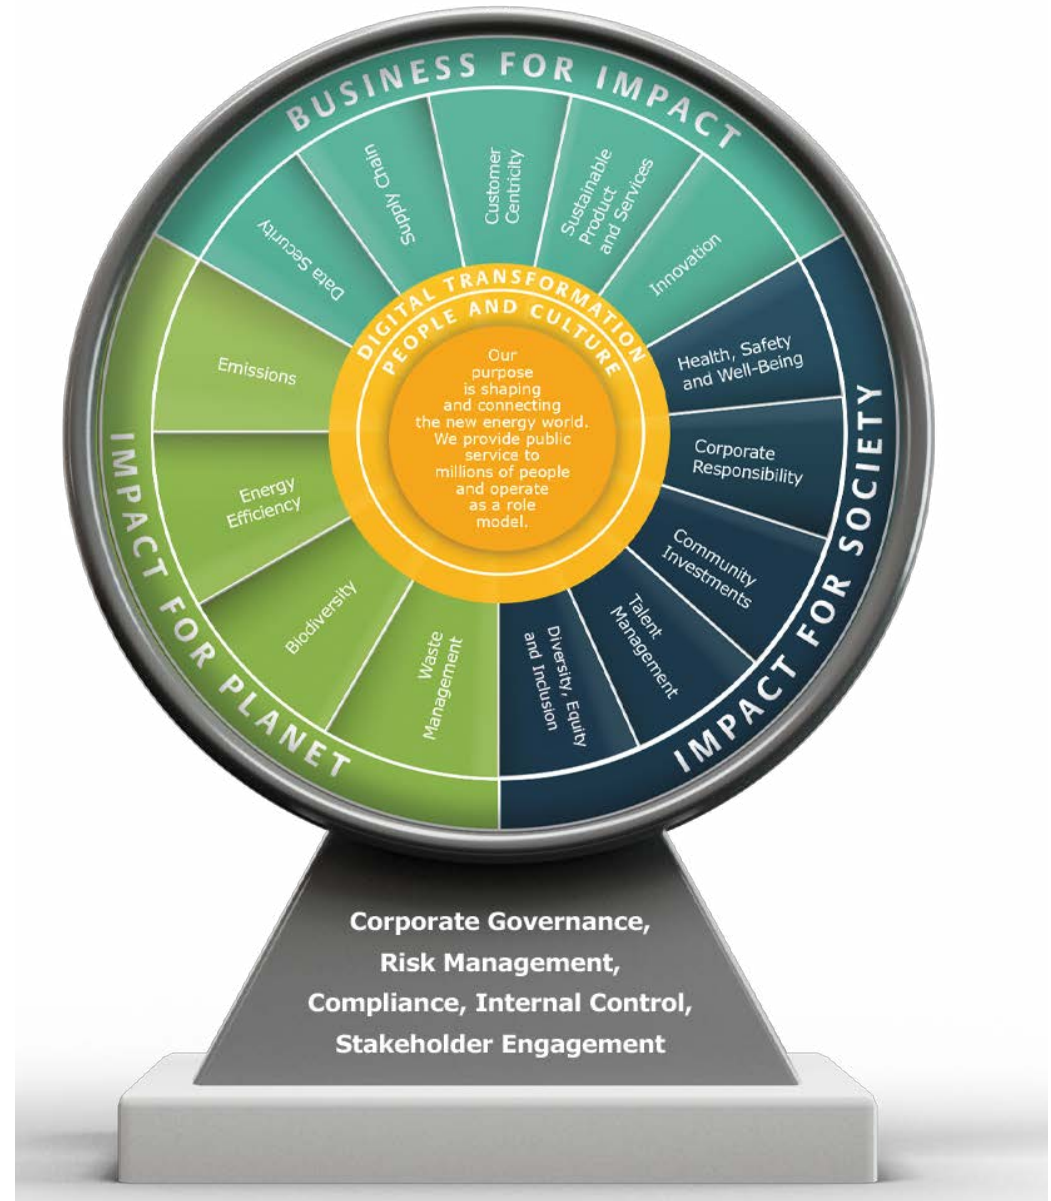 BUSINESS FOR IMPACT
Data Security
Supply Chain
Customer
Centricity
Sustainable
Product
and Services
Innovation
IMPACT FOR SOCIETY
Health, Safety
and Well-Being
Corporate
Responsibility
Community
Investments
Talent
Management
Diversity, Equity
and Inclusion
IMPACT FOR PLANET
Emissions
Energy
Efficiency
Biodiversity
Waste
Management
DIGITAL TRANSFORMATION
PEOPLE AND CULTURE
Our
purpose
is shaping
and connecting
the new energy world.
We provide public
service to
millions of people
and operate
as a role
model.
Corporate Governance,
Risk Management,
Compliance, Internal Control,
Stakeholder Engagement